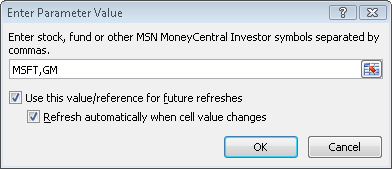 Enter Parameter Value
Enter stock, fund or other MSN MoneyCentral Investor symbols separated by
commas.
MSFT,GM
Use this value/reference for future refreshes
Refresh automatically when cell value changes
OK Cancel